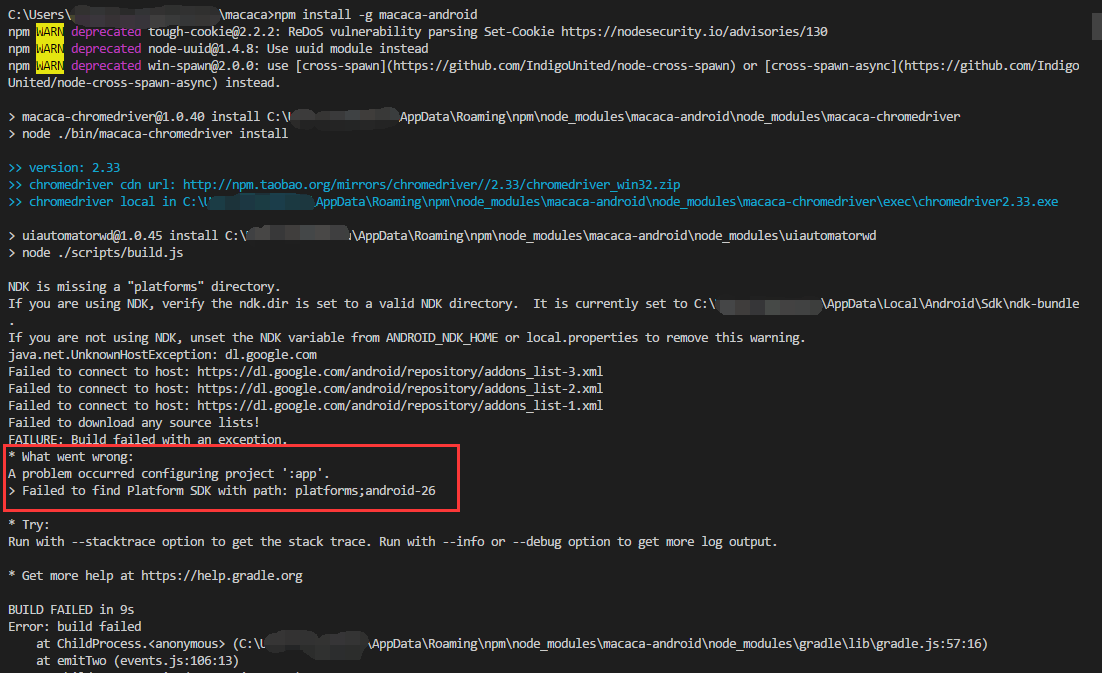 C:\Users\ \macaca>npm install -g macaca-android
npm WARN deprecated tough-cookie@2.2.2: ReDoS vulnerability parsing Set-Cookie https://nodesecurity.io/advisories/130
npm WARN deprecated node-uuid@1.4.8: Use uuid module instead
npm WARN deprecated win-spawn@2.0.0: use [cross-spawn](https://github.com/IndigoUnited/node-cross-spawn) or [cross-spawn-async](https://github.com/Indigo
United/node-cross-spawn-async) instead.
> macaca-chromedriver@1.0.40 install C:\ AppData\Roaming\npm\node_modules\macaca-android\node_modules\macaca-chromedriver
> node ./bin/macaca-chromedriver install
>> version: 2.33
>> chromedriver cdn url: http://npm.taobao.org/mirrors/chromedriver//2.33/chromedriver_win32.zip
>> chromedriver local in C:\ AppData\Roaming\npm\node_modules\macaca-android\node_modules\macaca-chromedriver\exec\chromedriver2.33.exe
> uiautomatorwd@1.0.45 install C:\ \AppData\Roaming\npm\node_modules\macaca-android\node_modules\uiautomatorwd
> node ./scripts/build.js
NDK is missing a "platforms" directory.
If you are using NDK, verify the ndk.dir is set to a valid NDK directory.  It is currently set to C:\ \AppData\Local\Android\Sdk\ndk-bundle
.
If you are not using NDK, unset the NDK variable from ANDROID_NDK_HOME or local.properties to remove this warning.
java.net.UnknownHostException: dl.google.com
Failed to connect to host: https://dl.google.com/android/repository/addons_list-3.xml
Failed to connect to host: https://dl.google.com/android/repository/addons_list-2.xml
Failed to connect to host: https://dl.google.com/android/repository/addons_list-1.xml
Failed to download any source lists!
FAILURE: Build failed with an exception.
* What went wrong:
A problem occurred configuring project ':app'.
> Failed to find Platform SDK with path: platforms;android-26
* Try:
Run with --stacktrace option to get the stack trace. Run with --info or --debug option to get more log output.
* Get more help at https://help.gradle.org
BUILD FAILED in 9s
Error: build failed
at ChildProcess.<anonymous> (C:\ \AppData\Roaming\npm\node_modules\macaca-android\node_modules\gradle\lib\gradle.js:57:16)
at emitTwo (events.js:106:13)